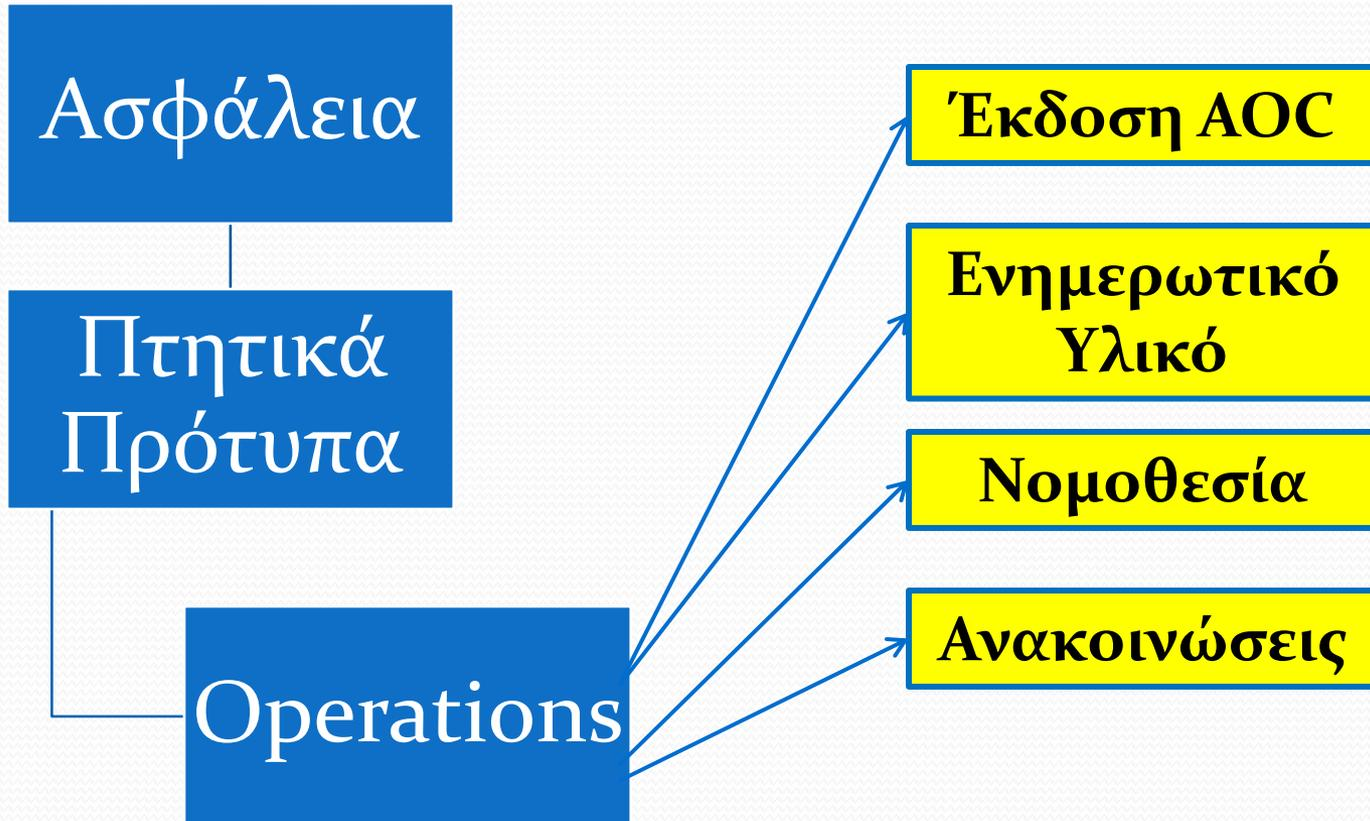 Ασφάλεια
Πτητικά
Πρότυπα
Operations
Έκδοση AOC
Ενημερωτικό
Υλικό
Νομοθεσία
Ανακοινώσεις